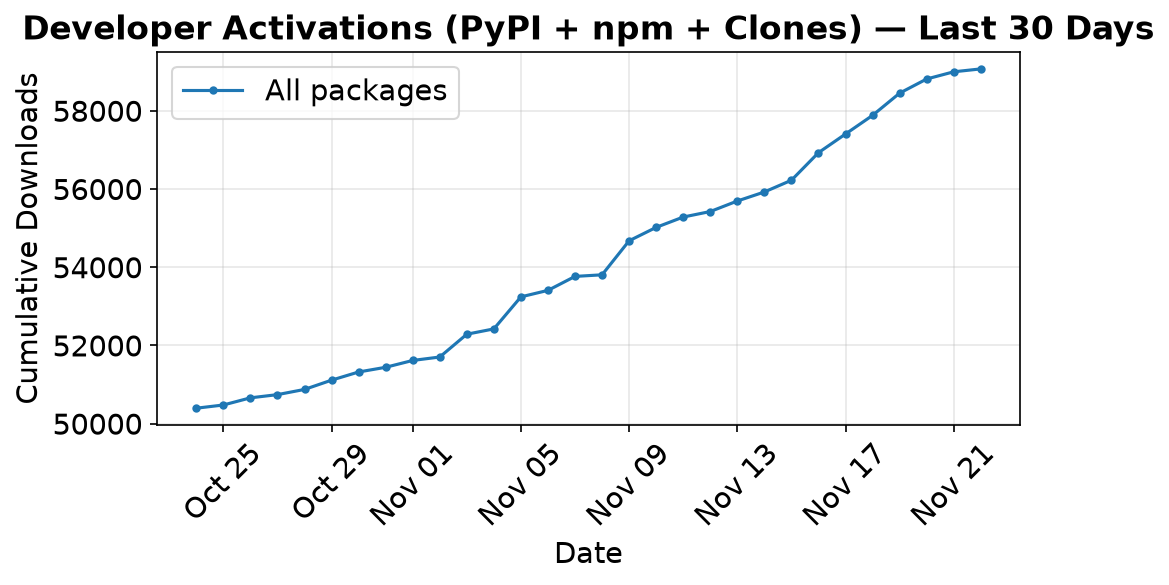 Developer Activations (PyPI + npm + Clones) — Last 30 Days
All packages
Cumulative Downloads
58000
56000
54000
52000
50000
Oct 25
Oct 29
Nov 01
Nov 05
Nov 09
Nov 13
Nov 17
Nov 21
Date